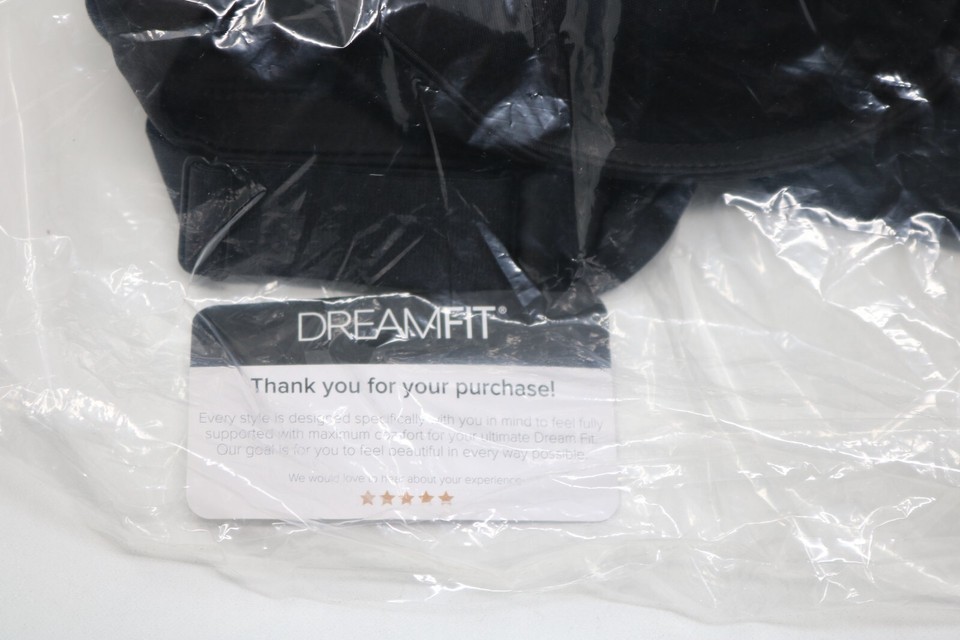 DREAMFIT®
Thank you for your purchase!
Every style is designed specifically with you in mind to feel fully
supported with maximum comfort for your ultimate Dream Fit.
Our goal is for you to feel beautiful in every way possible.
We would love to hear about your experience